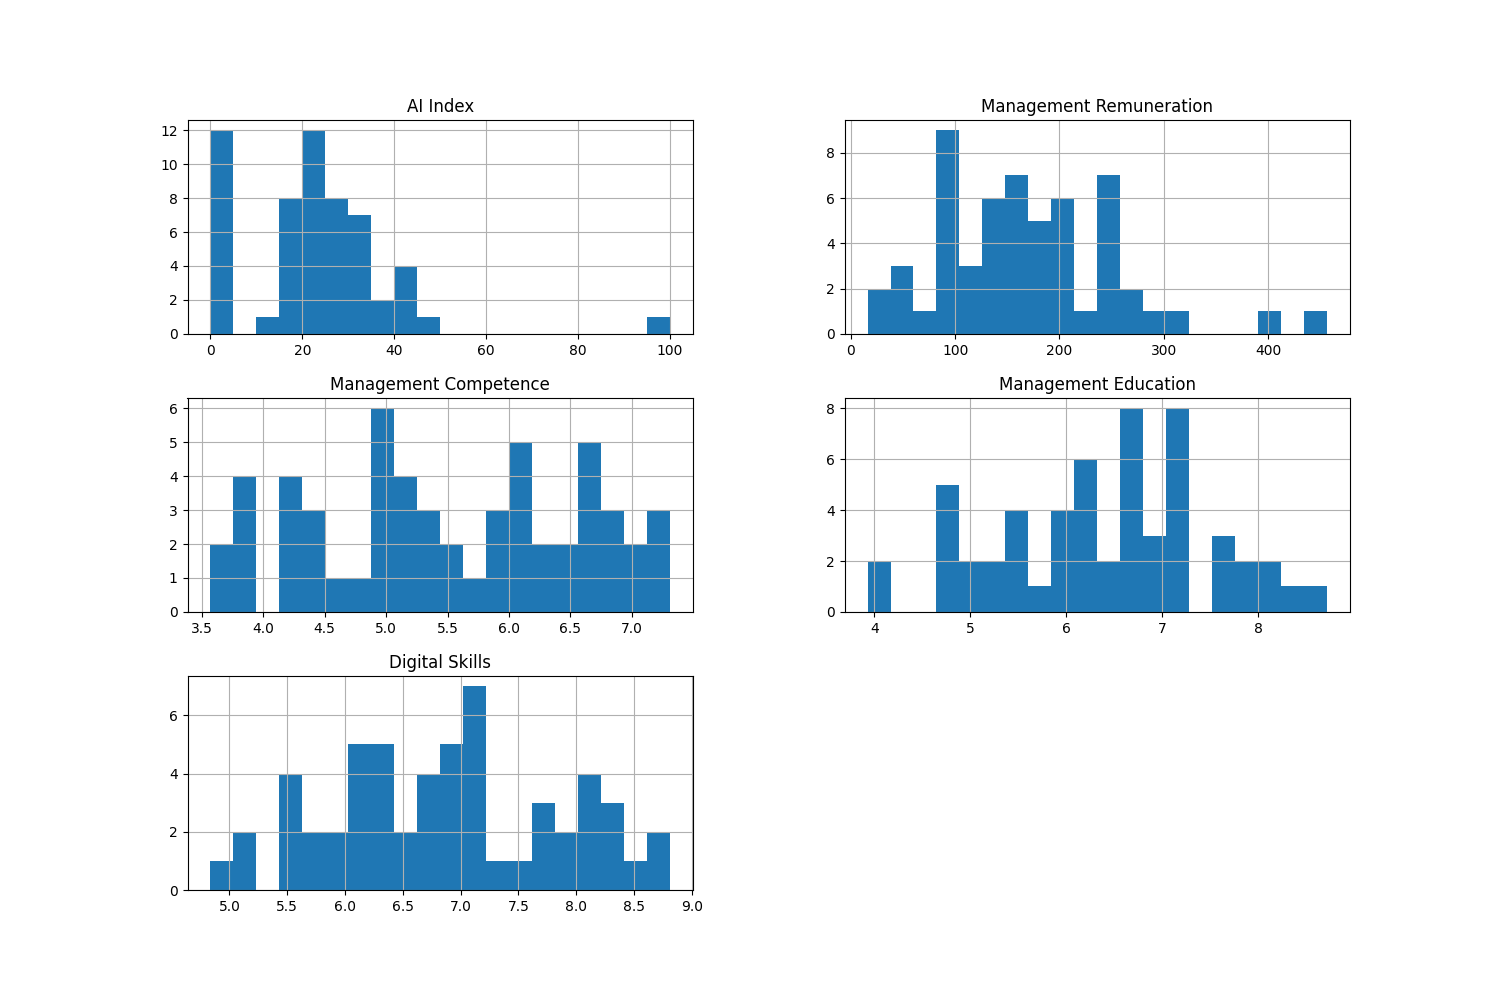 AI Index
12
10
8
6
4
2
0
0 20 40 60 80 100
Management Remuneration
8
6
4
2
0
0 100 200 300 400
Management Competence
6
5
4
3
2
1
0
3.5 4.0 4.5 5.0 5.5 6.0 6.5 7.0
Management Education
8
6
4
2
0
4 5 6 7 8
Digital Skills
6
4
2
0
5.0 5.5 6.0 6.5 7.0 7.5 8.0 8.5 9.0